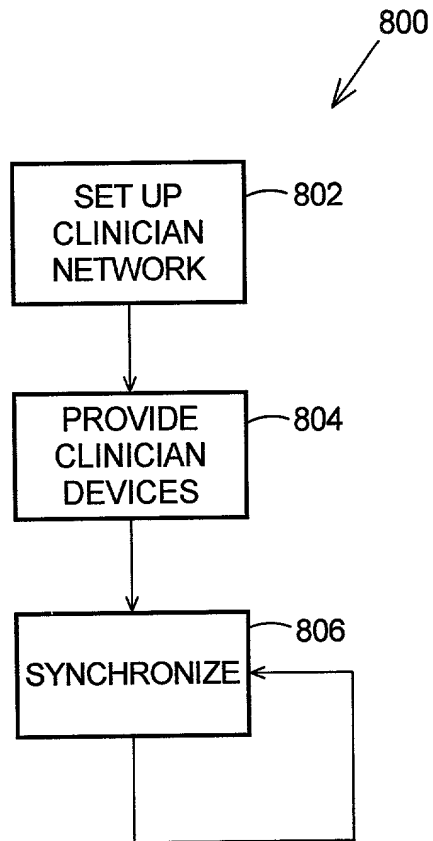 800
SET UP
CLINICIAN
NETWORK
802
PROVIDE
CLINICIAN
DEVICES
804
SYNCHRONIZE
806